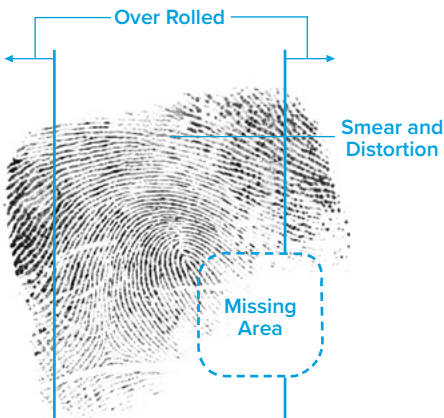 Over Rolled
Smear and
Distortion
Missing
Area